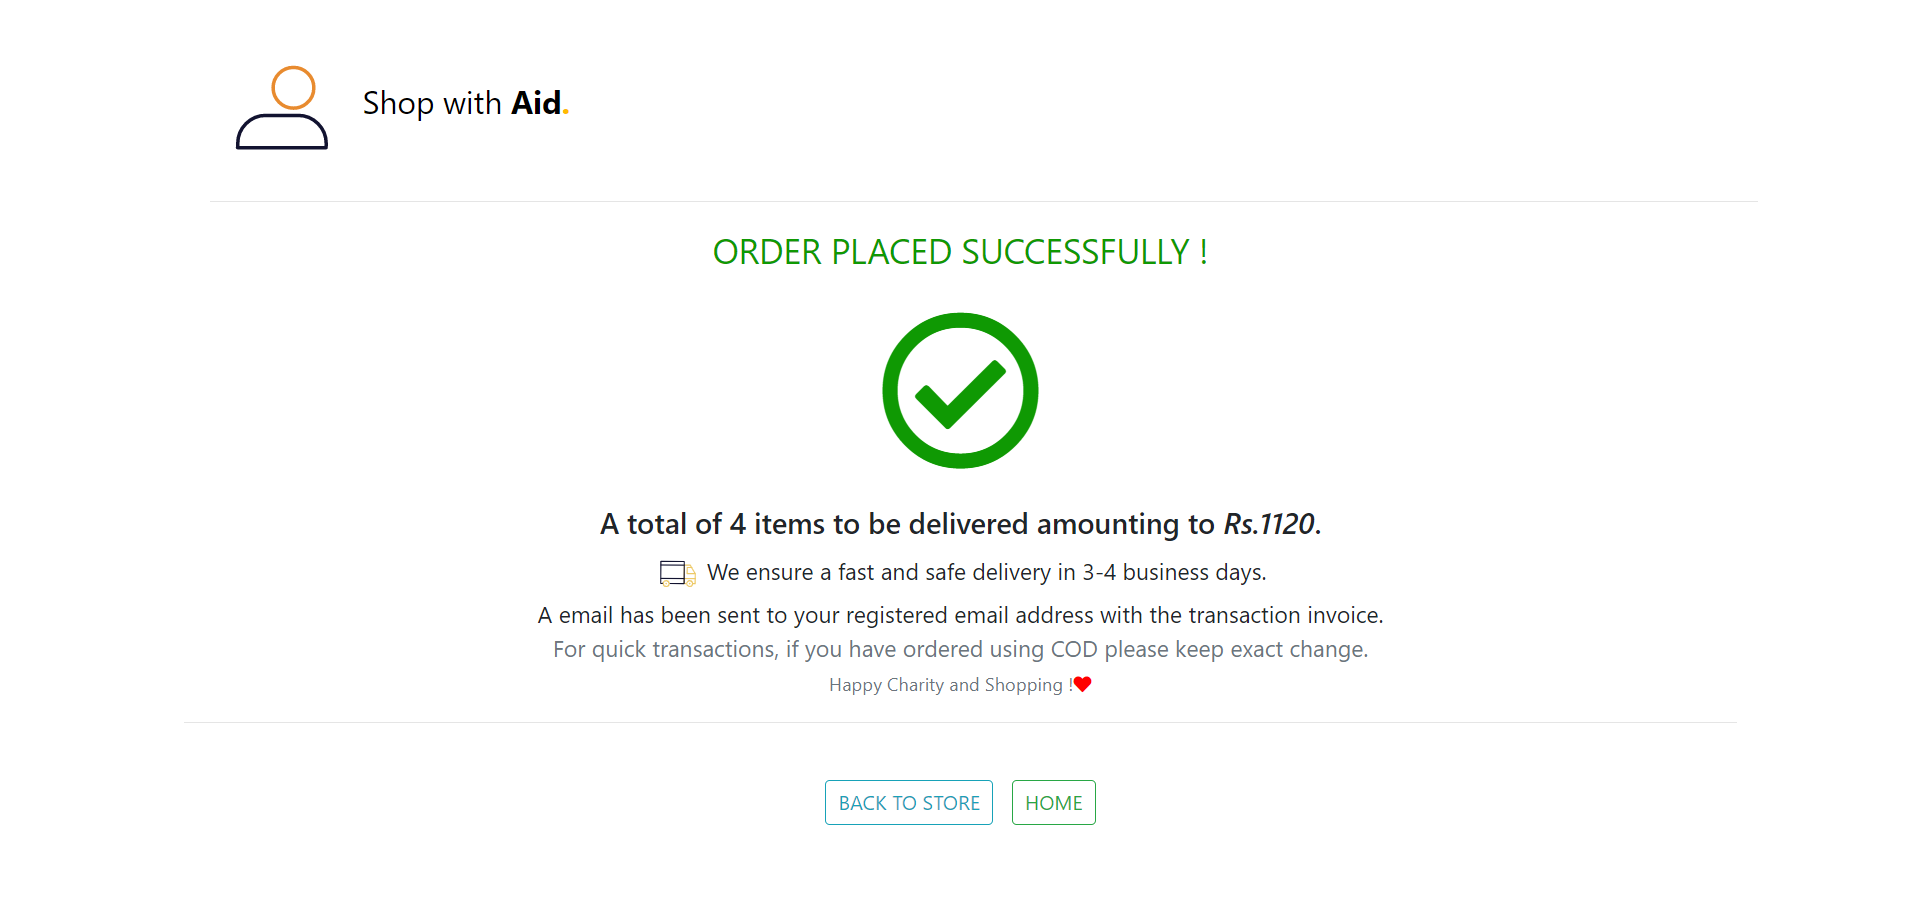 Shop with Aid.
ORDER PLACED SUCCESSFULLY !
A total of 4 items to be delivered amounting to Rs.1120.
We ensure a fast and safe delivery in 3-4 business days.
A email has been sent to your registered email address with the transaction invoice.
For quick transactions, if you have ordered using COD please keep exact change.
Happy Charity and Shopping !
BACK TO STORE
HOME